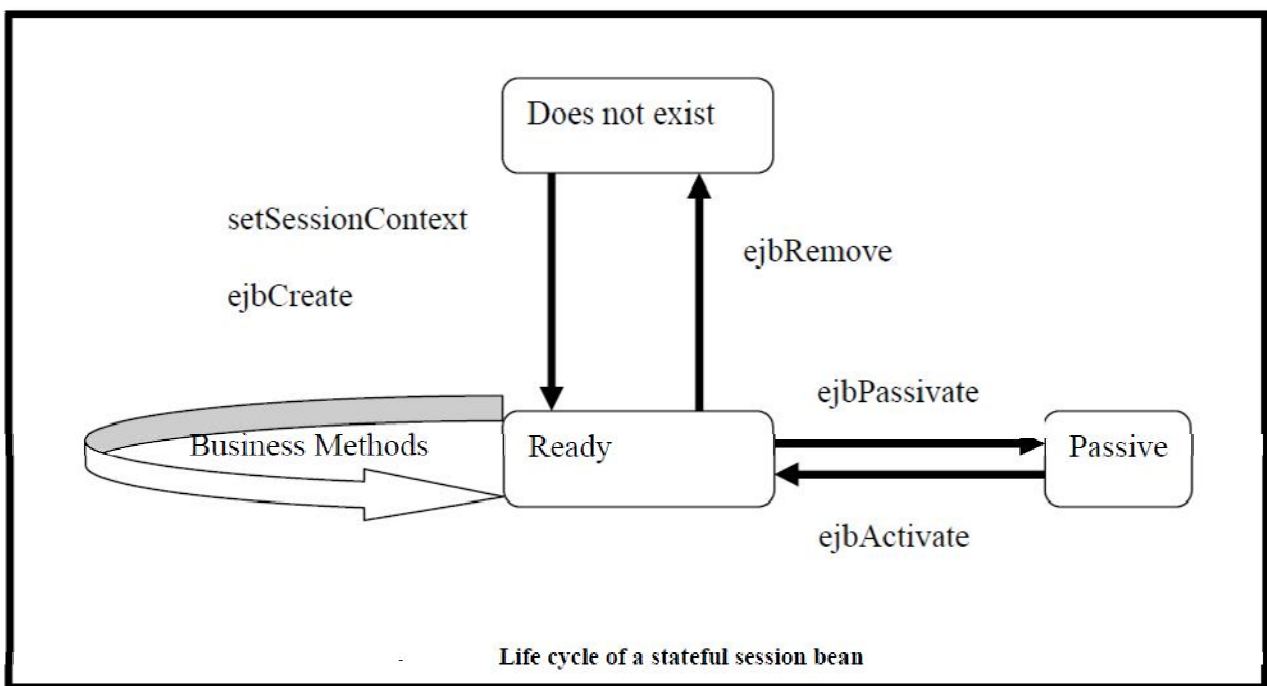 Does not exist
setSessionContext
ejbRemove
ejbCreate
ejbPassivate
Business Methods
Ready
Passive
ejbActivate
Life cycle of a stateful session bean